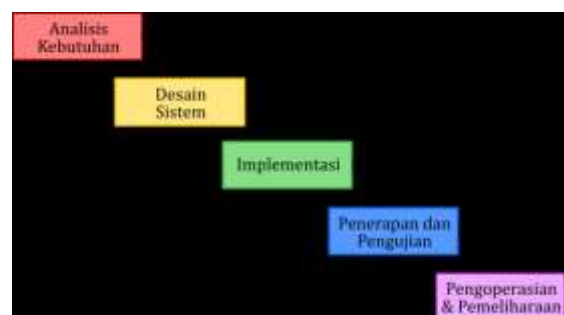 Analisis
Kebutuhan
Desain
Sistem
Implementasi
Penerapan dan
Pengujian
Pengoperasian
& Pemeliharaan